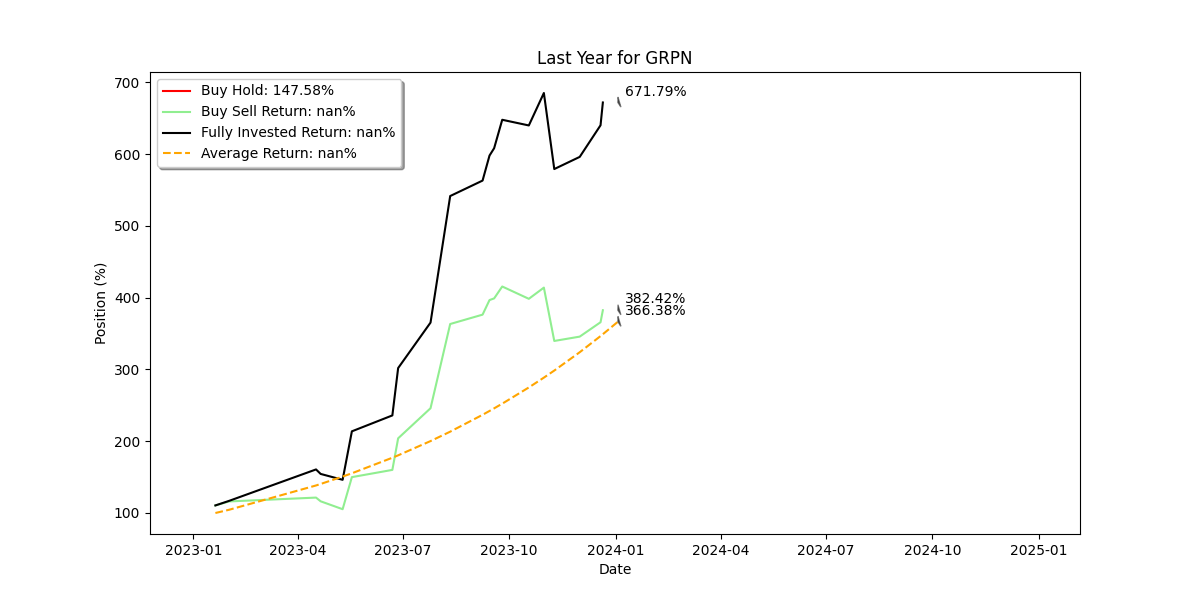 Last Year for GRPN
Buy Hold: 147.58%
Buy Sell Return: nan%
Fully Invested Return: nan%
Average Return: nan%
671.79%
382.42%
366.38%
Position (%)
700
600
500
400
300
200
100
2023-01 2023-04 2023-07 2023-10 2024-01 2024-04 2024-07 2024-10 2025-01
Date